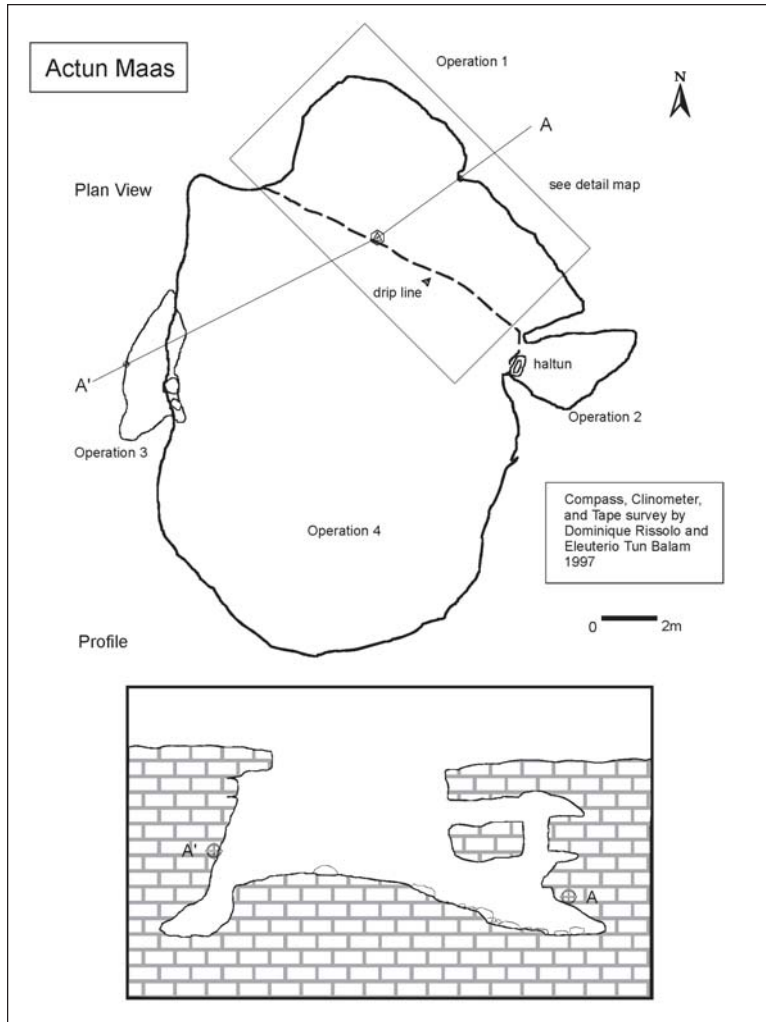 Actun Maas
Operation 1
N
A
Plan View
see detail map
drip line
haltun
A'
Operation 2
Operation 3
Compass, Clinometer,
and Tape survey by
Dominique Rissolo and
Eleuterio Tun Balam
1997
Operation 4
0 2m
Profile
A'
A